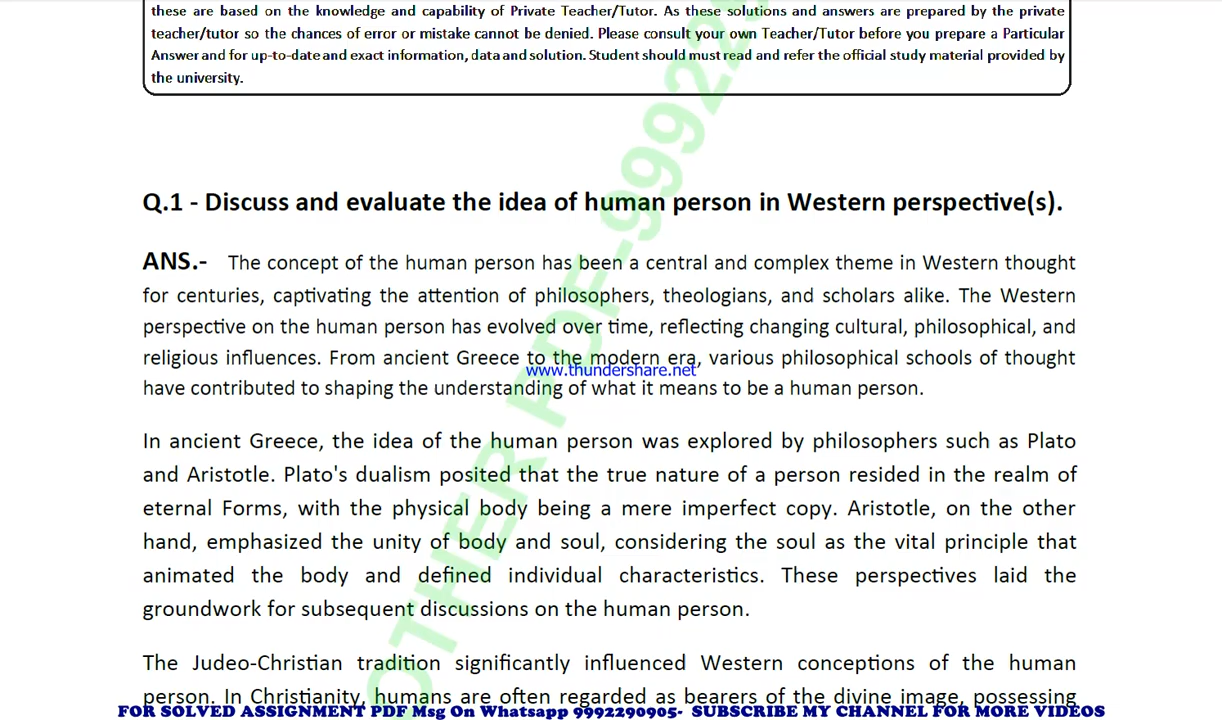 these are based on the knowledge and capability of Private Teacher/Tutor. As these solutions and answers are prepared by the private
teacher/tutor so the chances of error or mistake cannot be denied. Please consult your own Teacher/Tutor before you prepare a Particular
Answer and for up-to-date and exact information, data and solution. Student should must read and refer the official study material provided by
the university.
Q.1 - Discuss and evaluate the idea of human person in Western perspective(s).
ANS.- The concept of the human person has been a central and complex theme in Western thought
for centuries, captivating the attention of philosophers, theologians, and scholars alike. The Western
perspective on the human person has evolved over time, reflecting changing cultural, philosophical, and
religious influences. From ancient Greece to the modern era, various philosophical schools of thought
www.thundershare.net
have contributed to shaping the understanding of what it means to be a human person.
In ancient Greece, the idea of the human person was explored by philosophers such as Plato
and Aristotle. Plato's dualism posited that the true nature of a person resided in the realm of
eternal Forms, with the physical body being a mere imperfect copy. Aristotle, on the other
hand, emphasized the unity of body and soul, considering the soul as the vital principle that
animated the body and defined individual characteristics. These perspectives laid the
groundwork for subsequent discussions on the human person.
The Judeo-Christian tradition significantly influenced Western conceptions of the human
person. In Christianity, humans are often regarded as bearers of the divine image, possessing
OTHER PDF-99922
FOR SOLVED ASSIGNMENT PDF Msg On Whatsapp 9992290905- SUBSCRIBE MY CHANNEL FOR MORE VIDEOS